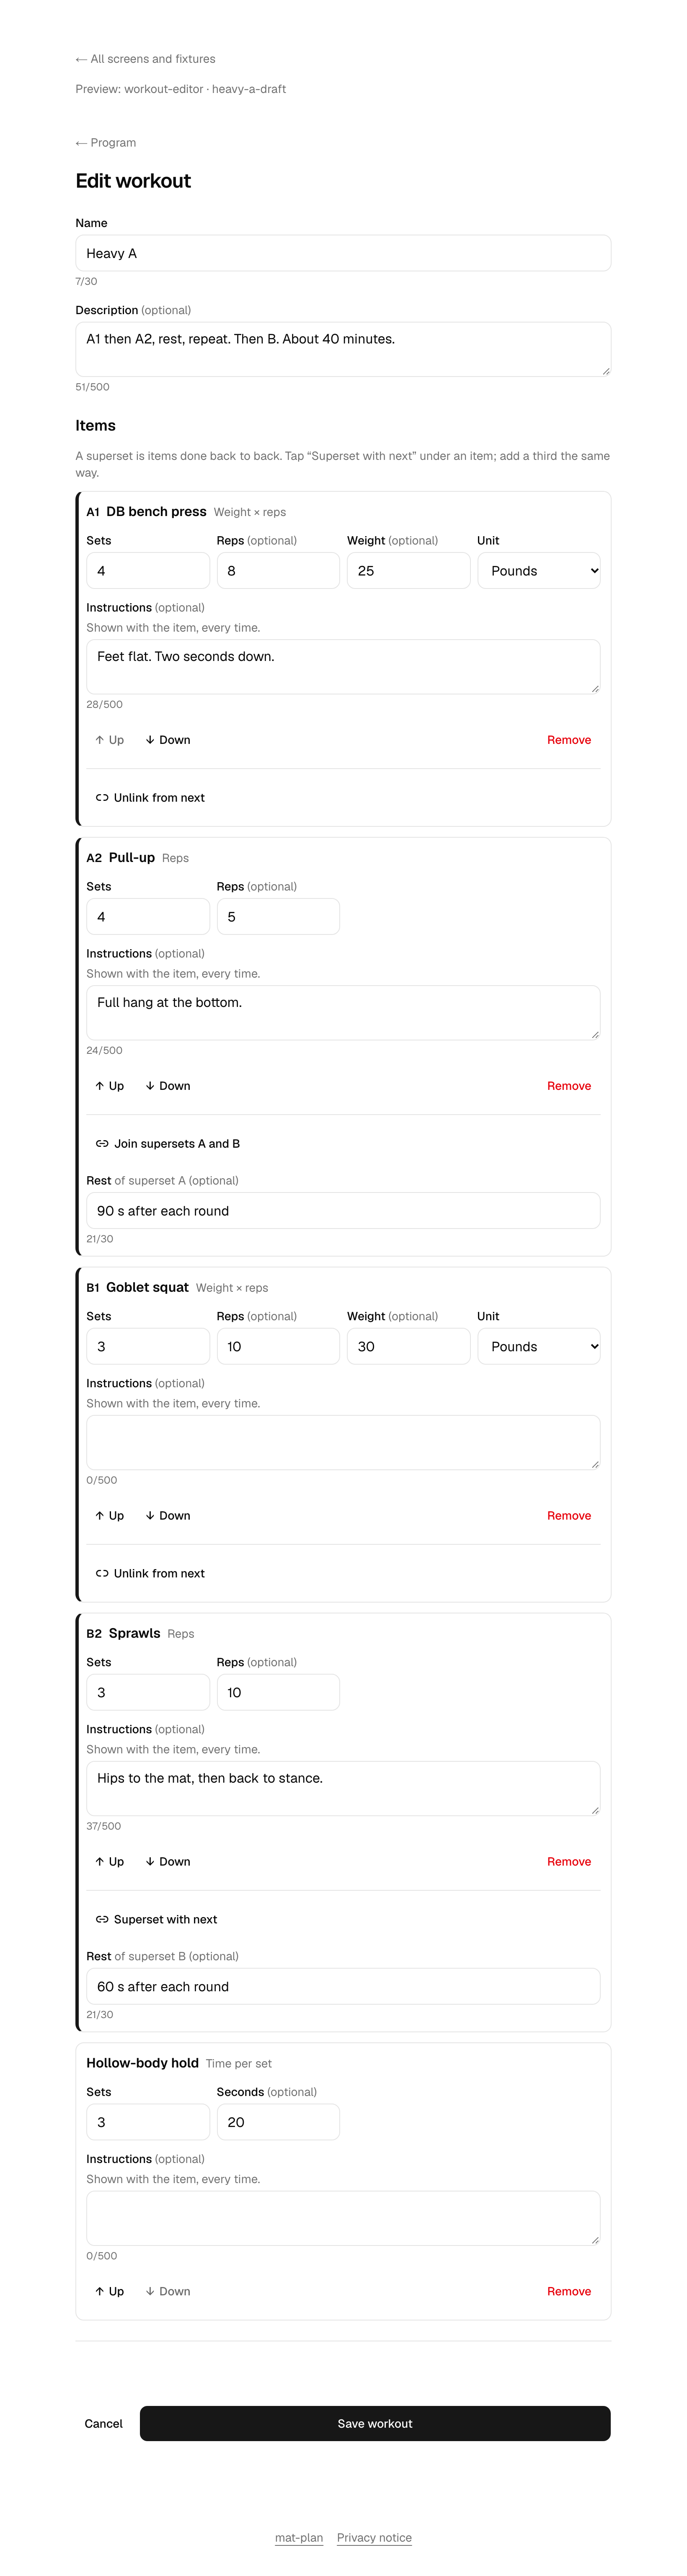 ← All screens and fixtures
Preview: workout-editor · heavy-a-draft
← Program
Edit workout
Name
Heavy A
7/30
Description (optional)
A1 then A2, rest, repeat. Then B. About 40 minutes.
51/500
Items
A superset is items done back to back. Tap “Superset with next” under an item; add a third the same
way.
A1 DB bench press Weight × reps
Sets Reps (optional) Weight (optional) Unit
4 8 25 Pounds
Instructions (optional)
Shown with the item, every time.
Feet flat. Two seconds down.
28/500
↑ Up ↓ Down Remove
Unlink from next
A2 Pull-up Reps
Sets Reps (optional)
4 5
Instructions (optional)
Shown with the item, every time.
Full hang at the bottom.
24/500
↑ Up ↓ Down Remove
Join supersets A and B
Rest of superset A (optional)
90 s after each round
21/30
B1 Goblet squat Weight × reps
Sets Reps (optional) Weight (optional) Unit
3 10 30 Pounds
Instructions (optional)
Shown with the item, every time.
0/500
↑ Up ↓ Down Remove
Unlink from next
B2 Sprawls Reps
Sets Reps (optional)
3 10
Instructions (optional)
Shown with the item, every time.
Hips to the mat, then back to stance.
37/500
↑ Up ↓ Down Remove
Superset with next
Rest of superset B (optional)
60 s after each round
21/30
Hollow-body hold Time per set
Sets Seconds (optional)
3 20
Instructions (optional)
Shown with the item, every time.
0/500
↑ Up ↓ Down Remove
Cancel Save workout
mat-plan Privacy notice